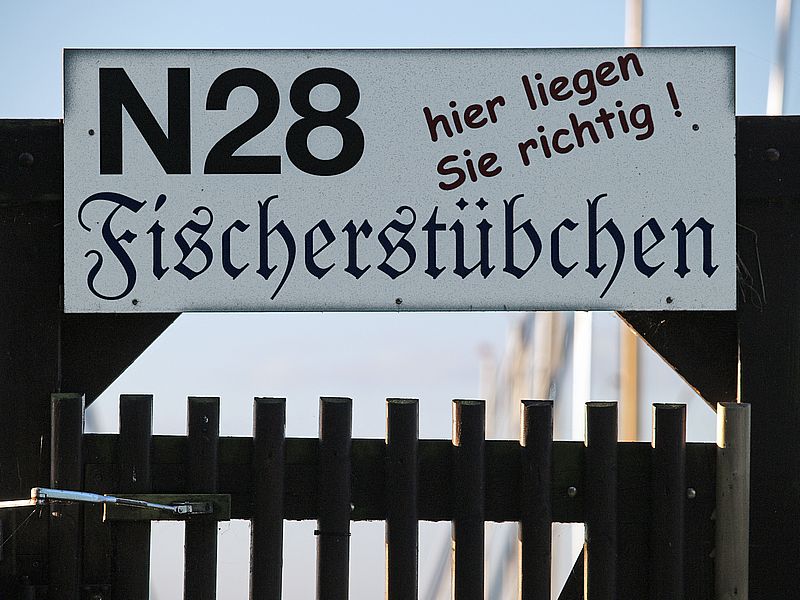 N28
hier liegen
Sie richtig!
Fischerstübchen